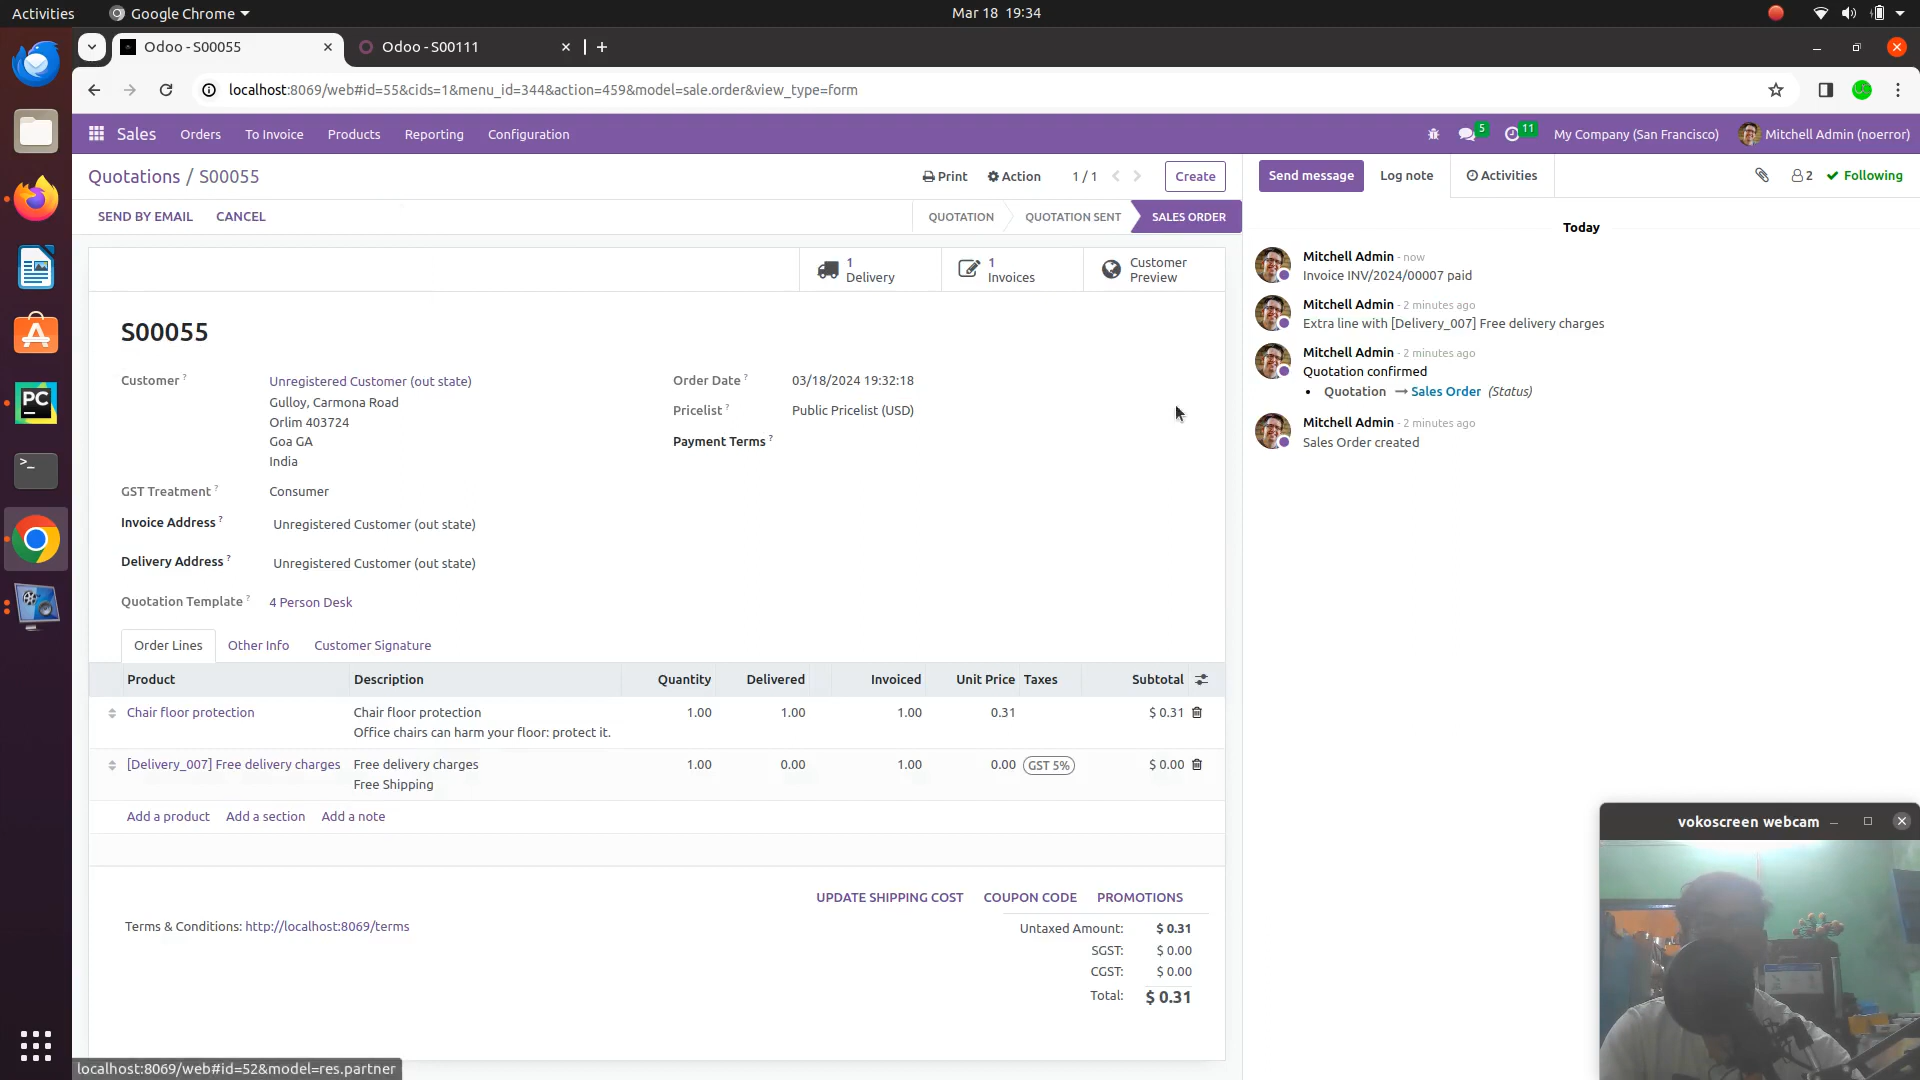 Activities
Google Chrome
Mar 18 19:34
Odoo - S00055
Odoo - S00111
localhost:8069/web#id=55&cids=1&menu_id=344&action=459&model=sale.order&view_type=form
Sales
Orders
To Invoice
Products
Reporting
Configuration
5
11
My Company (San Francisco)
Mitchell Admin (noerror)
Quotations / S00055
Print
Action
1 / 1
Create
Send message
Log note
Activities
2
Following
SEND BY EMAIL
CANCEL
QUOTATION
QUOTATION SENT
SALES ORDER
1
Delivery
1
Invoices
Customer
Preview
S00055
Customer ?
Unregistered Customer (out state)
Gulloy, Carmona Road
Orlim 403724
Goa GA
India
GST Treatment ?
Consumer
Invoice Address ?
Unregistered Customer (out state)
Delivery Address ?
Unregistered Customer (out state)
Quotation Template ?
4 Person Desk
Order Date ?
03/18/2024 19:32:18
Pricelist ?
Public Pricelist (USD)
Payment Terms ?
Order Lines
Other Info
Customer Signature
Product Description Quantity Delivered Invoiced Unit Price Taxes Subtotal
Chair floor protection Chair floor protection 1.00 1.00 1.00 0.31 $ 0.31
Office chairs can harm your floor: protect it.
[Delivery_007] Free delivery charges Free delivery charges 1.00 0.00 1.00 0.00 GST 5% $ 0.00
Free Shipping
Add a product
Add a section
Add a note
UPDATE SHIPPING COST
COUPON CODE
PROMOTIONS
Terms & Conditions: http://localhost:8069/terms
Untaxed Amount: $ 0.31
SGST: $ 0.00
CGST: $ 0.00
Total: $ 0.31
Today
Mitchell Admin - now
Invoice INV/2024/00007 paid
Mitchell Admin - 2 minutes ago
Extra line with [Delivery_007] Free delivery charges
Mitchell Admin - 2 minutes ago
Quotation confirmed
• Quotation → Sales Order (Status)
Mitchell Admin - 2 minutes ago
Sales Order created
vokoscreen webcam
PC
localhost:8069/web#id=52&model=res.partner